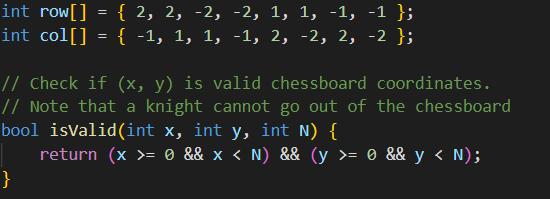 int row[] = { 2, 2, -2, -2, 1, 1, -1, -1 };
int col[] = { -1, 1, 1, -1, 2, -2, 2, -2 };
// Check if (x, y) is valid chessboard coordinates.
// Note that a knight cannot go out of the chessboard
bool isValid(int x, int y, int N) {
    return (x >= 0 && x < N) && (y >= 0 && y < N);
}